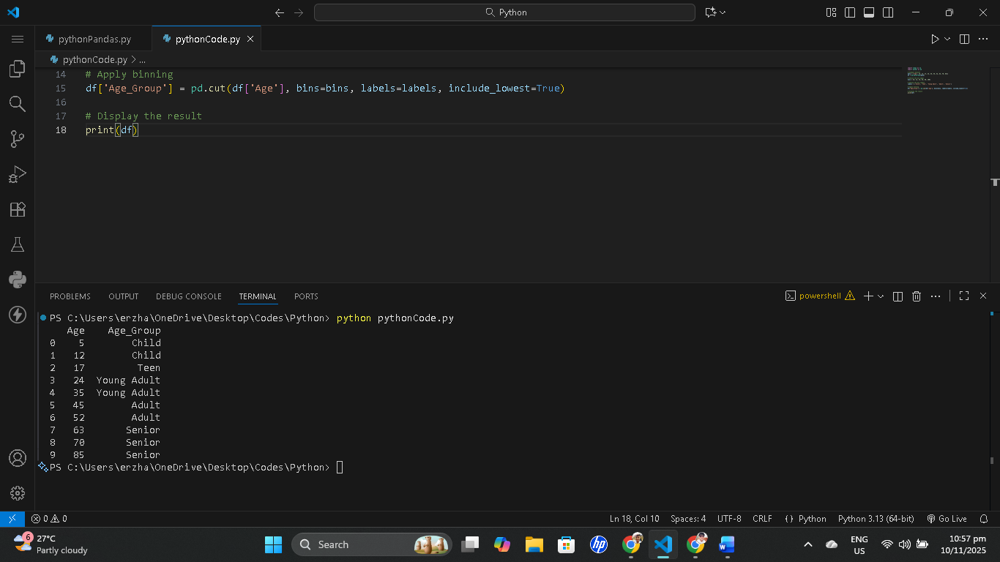 Python
pythonPandas.py
pythonCode.py
pythonCode.py > ...
14 # Apply binning
15 df['Age_Group'] = pd.cut(df['Age'], bins=bins, labels=labels, include_lowest=True)
16
17 # Display the result
18 print(df)
PROBLEMS OUTPUT DEBUG CONSOLE TERMINAL PORTS
powershell
PS C:\Users\erzha\OneDrive\Desktop\Codes\Python> python pythonCode.py
Age Age_Group
0 5 Child
1 12 Child
2 17 Teen
3 24 Young Adult
4 35 Young Adult
5 45 Adult
6 52 Adult
7 63 Senior
8 70 Senior
9 85 Senior
PS C:\Users\erzha\OneDrive\Desktop\Codes\Python>
0 0
Ln 18, Col 10 Spaces: 4 UTF-8 CRLF {} Python Python 3.13 (64-bit) Go Live
6
27°C
Partly cloudy
Search
hp
ENG
US
10:57 pm
10/11/2025